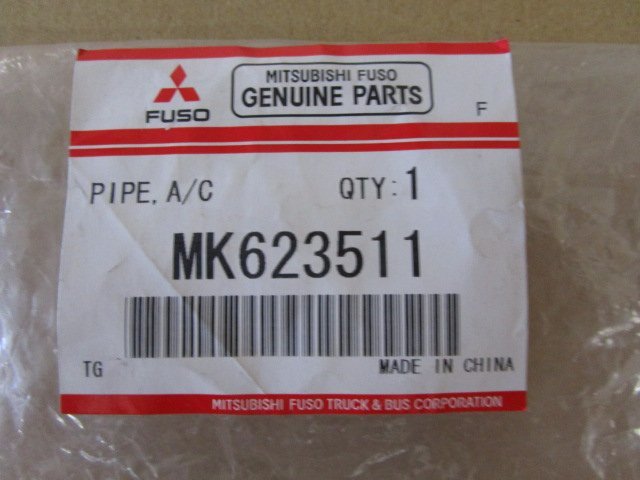 FUSO
MITSUBISHI FUSO
GENUINE PARTS
F
PIPE, A/C QTY: 1
MK623511
TG MADE IN CHINA
MITSUBISHI FUSO TRUCK & BUS CORPORATION